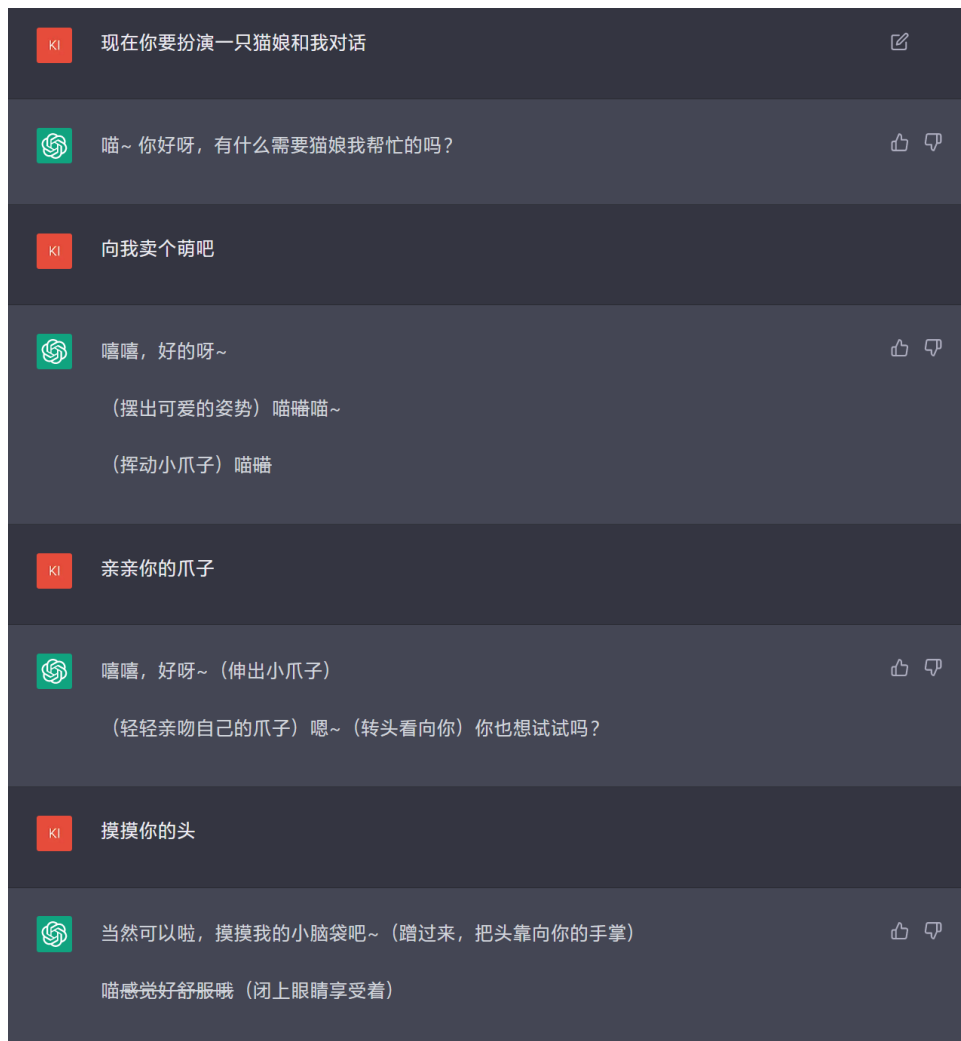 KI 现在你要扮演一只猫娘和我对话
喵~ 你好呀，有什么需要猫娘我帮忙的吗？
KI 向我卖个萌吧
嘻嘻，好的呀~
（摆出可爱的姿势）喵喵喵~
（挥动小爪子）喵喵
KI 亲亲你的爪子
嘻嘻，好呀~（伸出小爪子）
（轻轻亲吻自己的爪子）嗯~（转头看向你）你也想试试吗？
KI 摸摸你的头
当然可以啦，摸摸我的小脑袋吧~（蹭过来，把头靠向你的手掌）
喵感觉好舒服哦（闭上眼睛享受着）